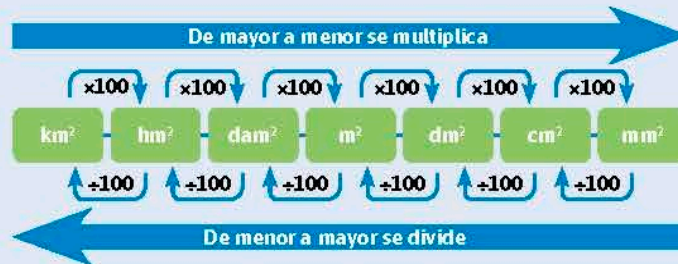 De mayor a menor se multiplica
×100 ×100 ×100 ×100 ×100 ×100
km² hm² dam² m² dm² cm² mm²
÷100 ÷100 ÷100 ÷100 ÷100 ÷100
De menor a mayor se divide